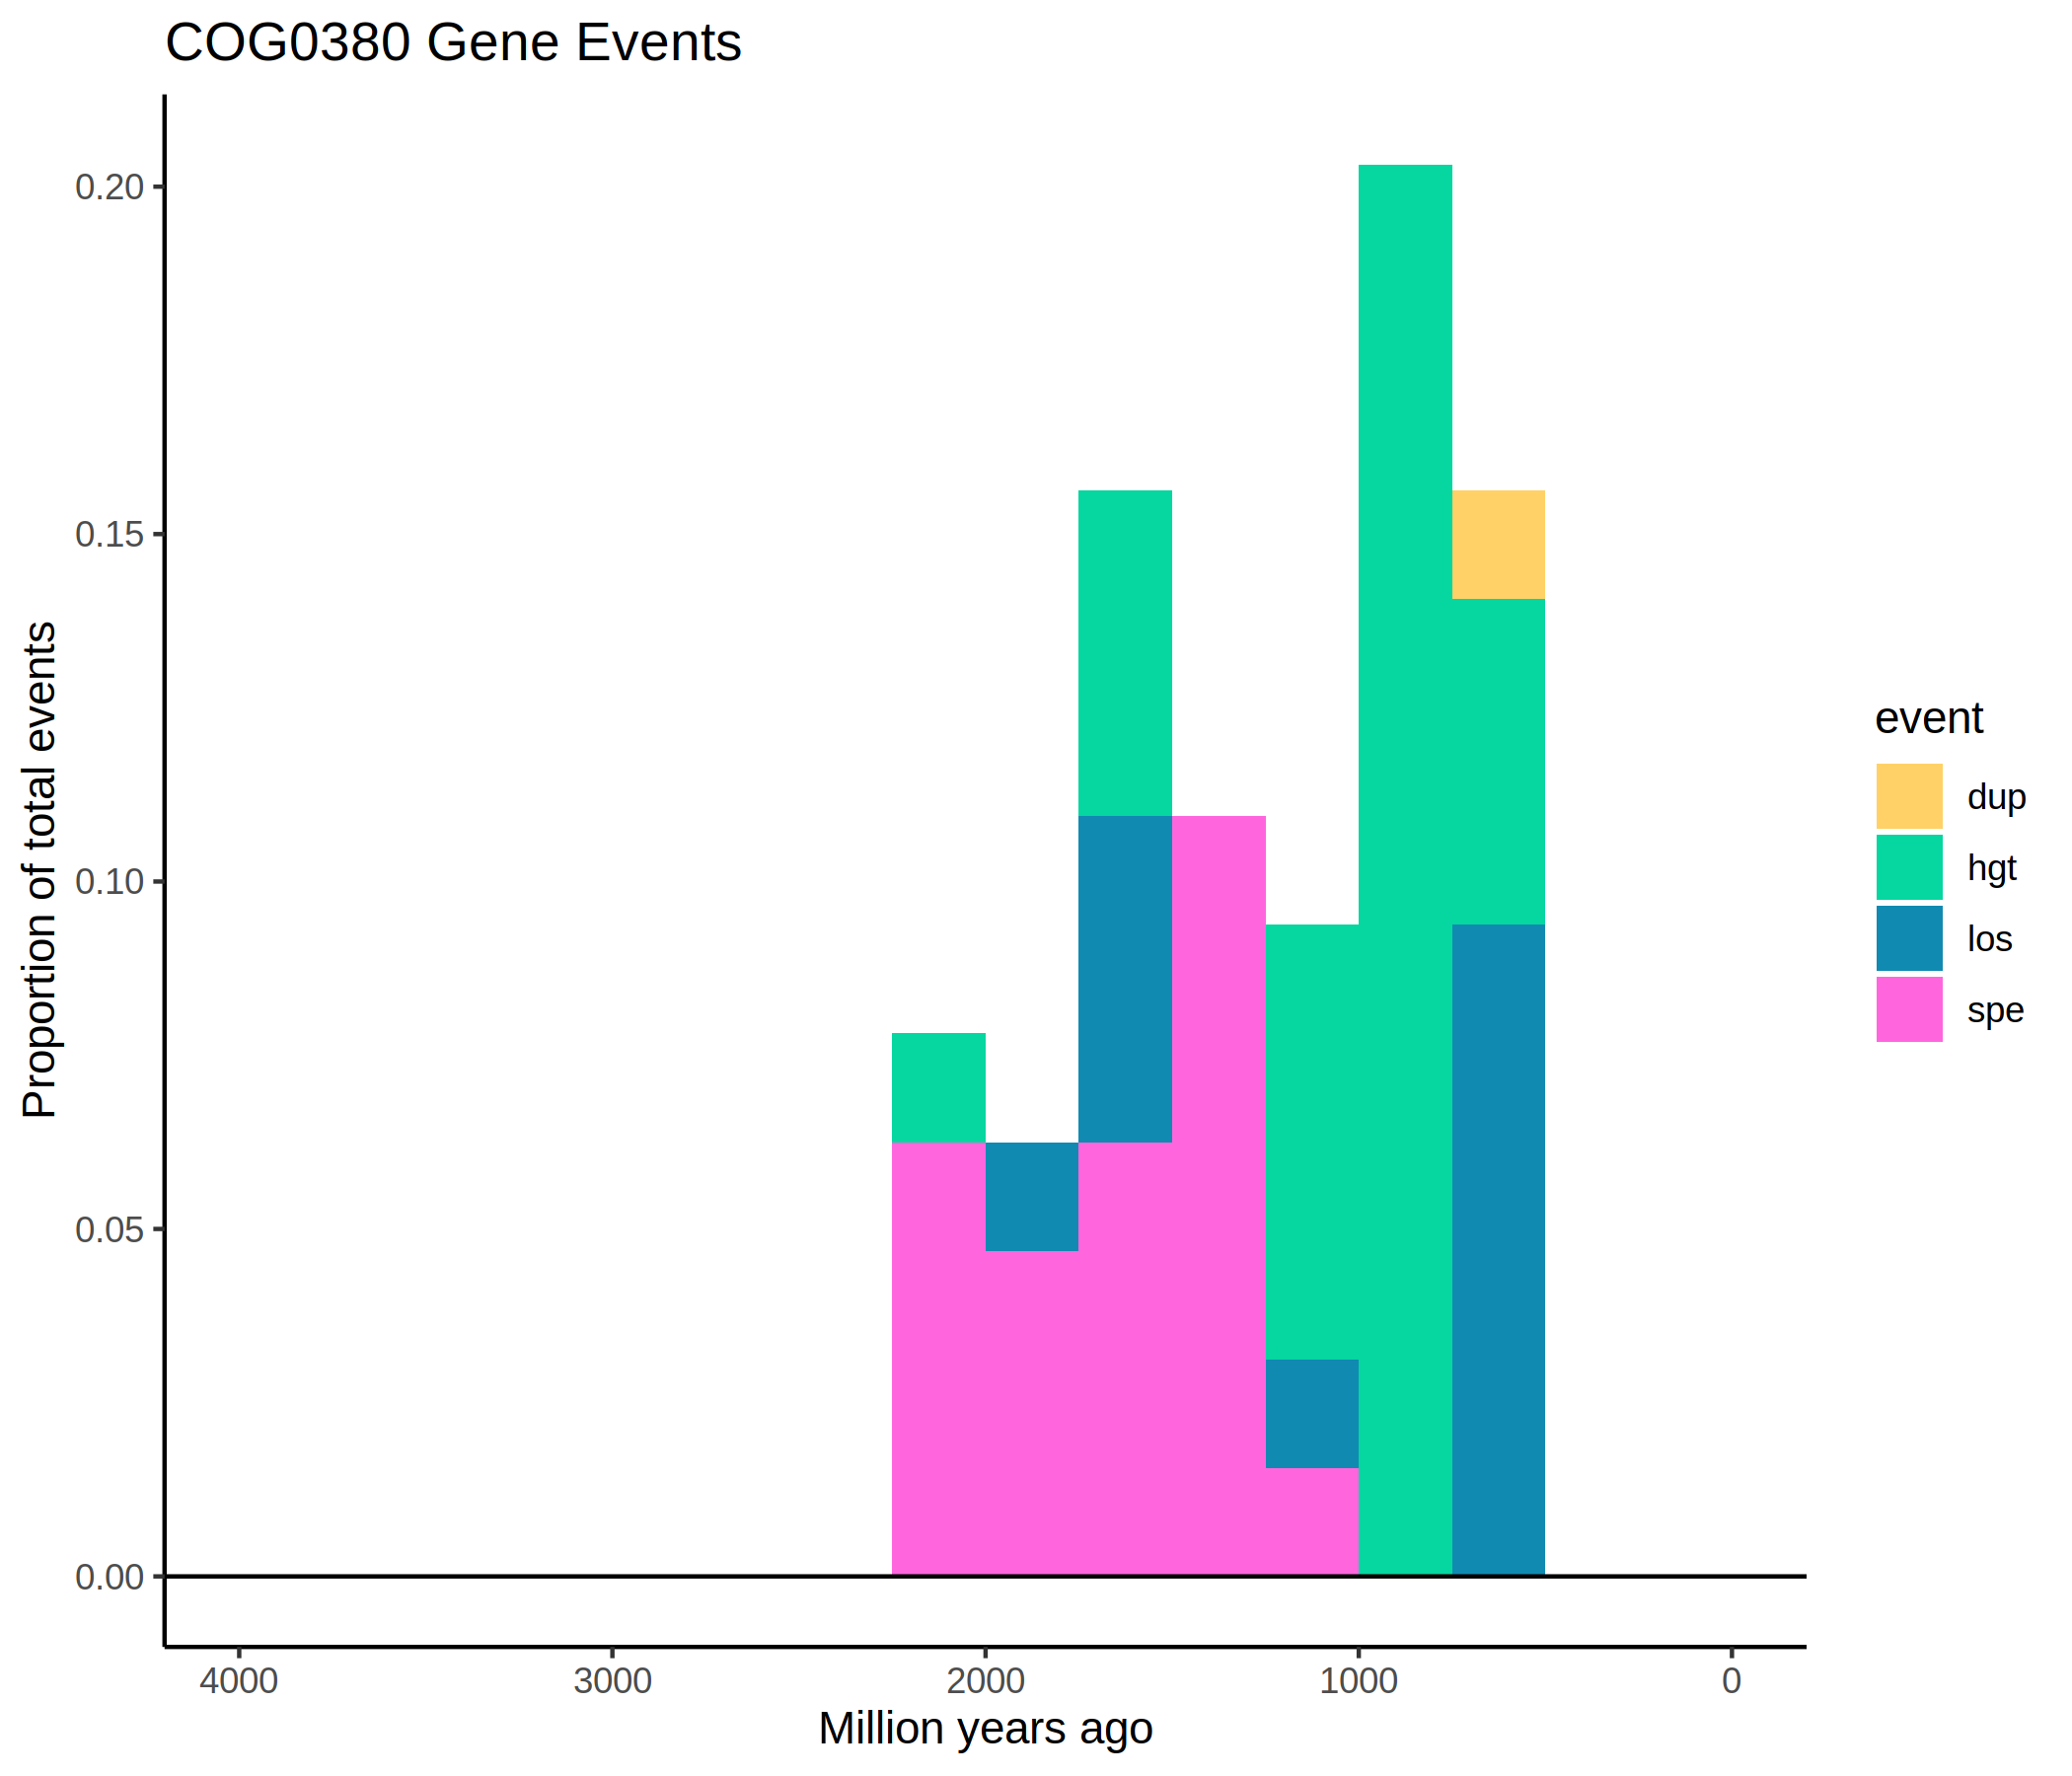 COG0380 Gene Events
Proportion of total events
0.20
0.15
0.10
0.05
0.00
4000 3000 2000 1000 0
Million years ago
event
dup
hgt
los
spe